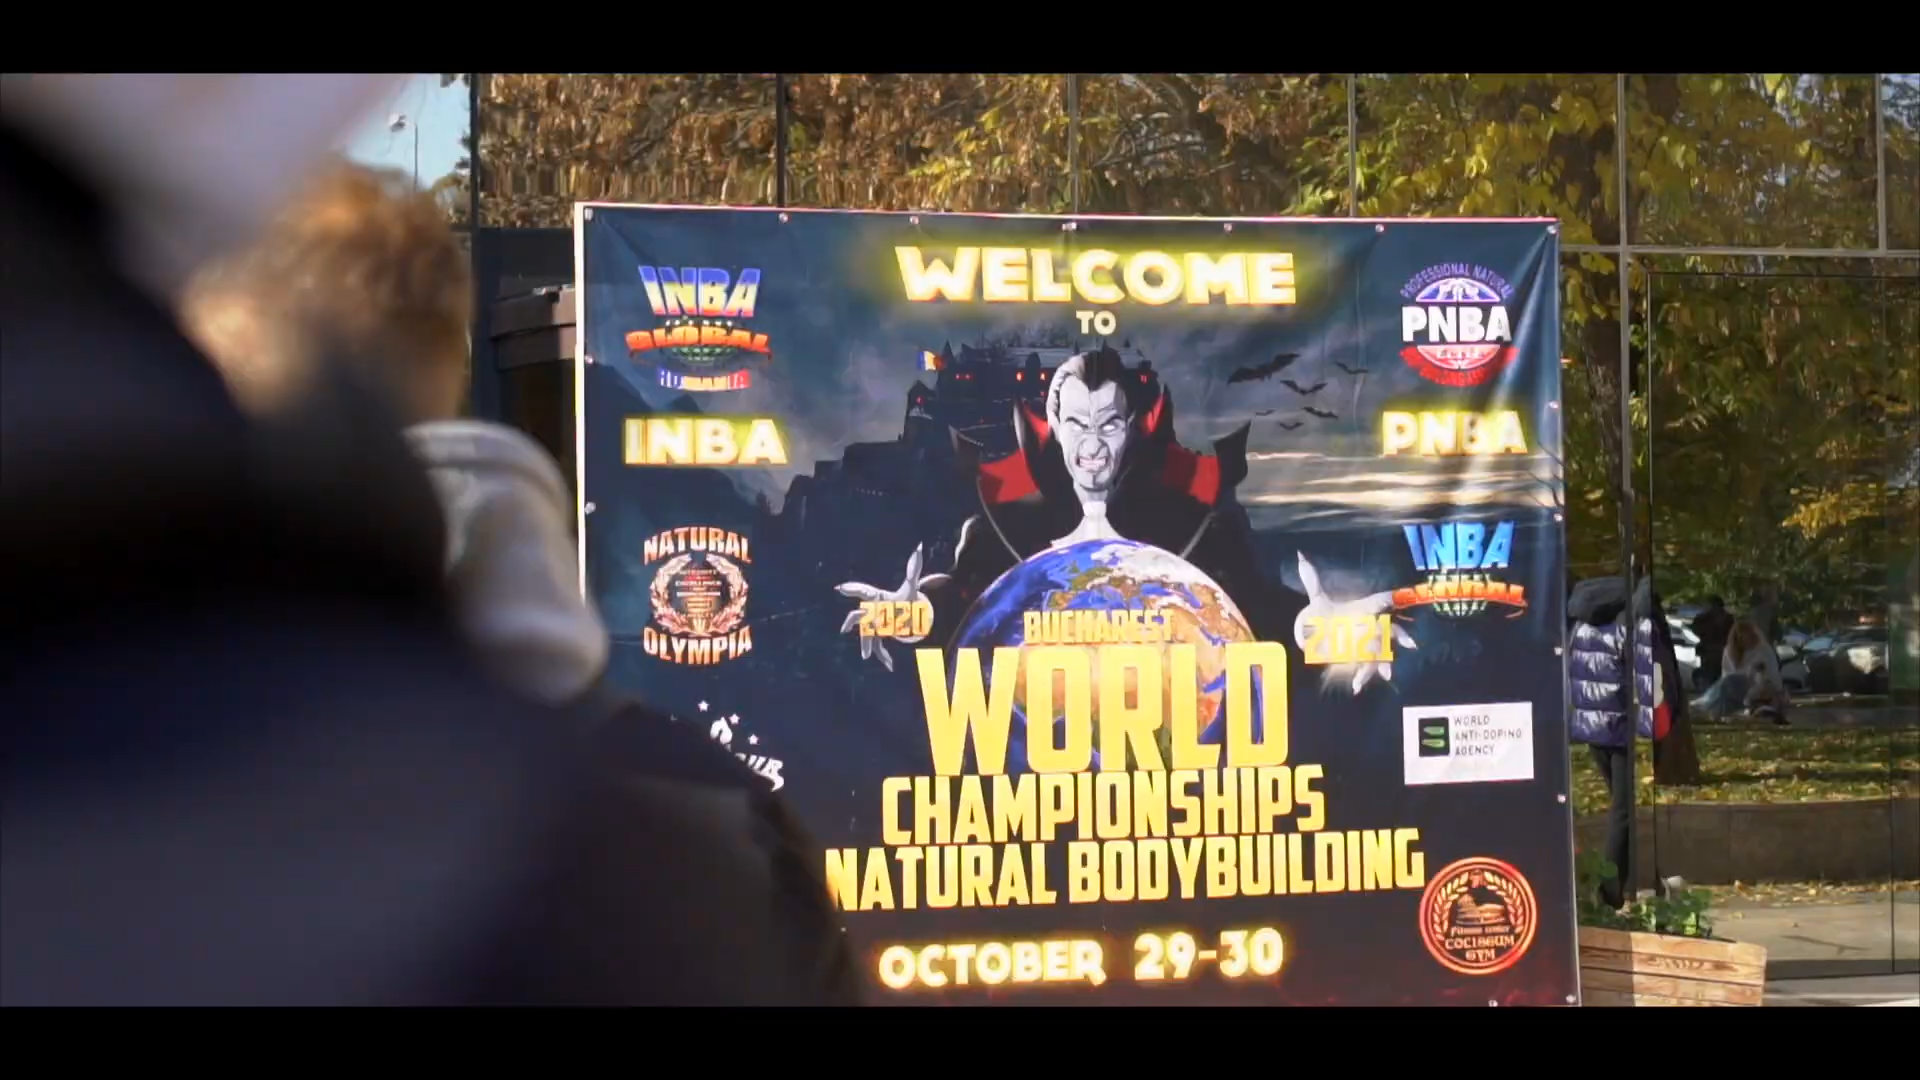 WELCOME
TO
INBA
GLOBAL
PROFESSIONAL NATURAL
PNBA
INBA
PNBA
NATURAL
OLYMPIA
INBA
2020
BUCHAREST
2021
WORLD
CHAMPIONSHIPS
NATURAL BODYBUILDING
WORLD
ANTI-DOPING
AGENCY
GYM
OCTOBER 29-30